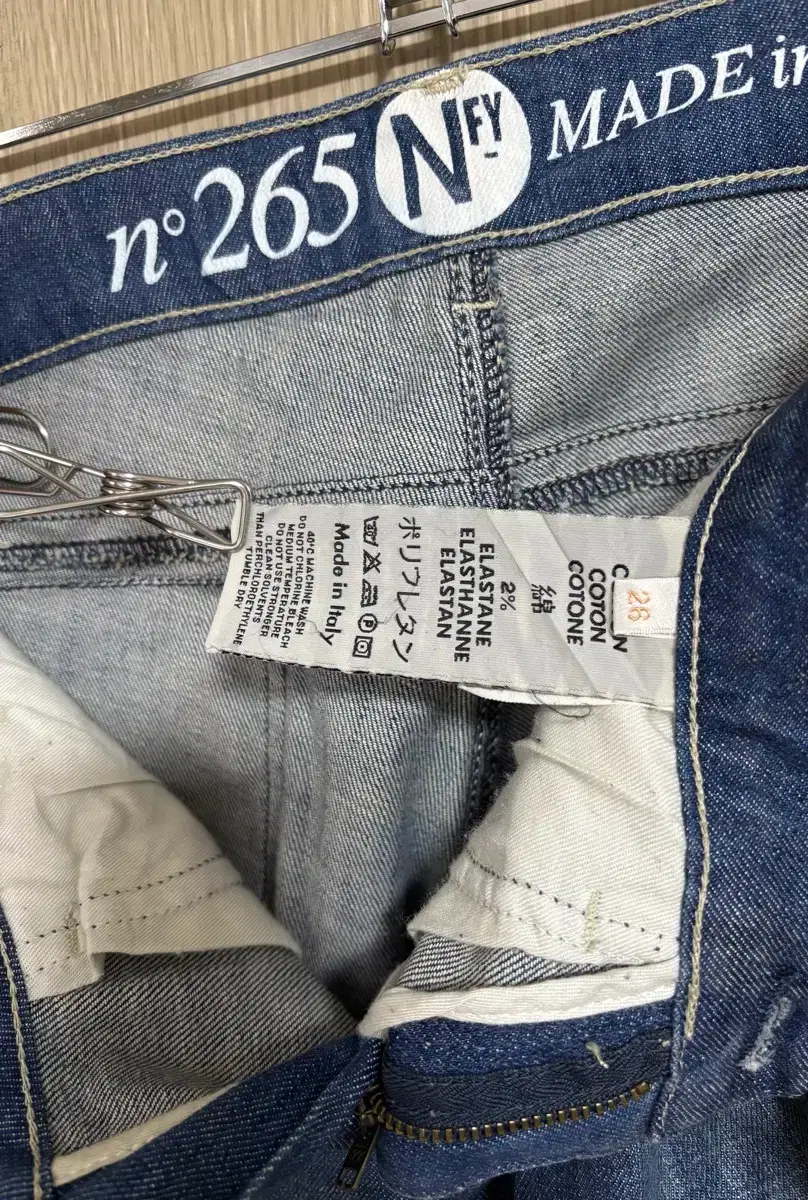 n° 265 NFY MADE in
26
COTON
COTONE
綿
2%
ELASTANE
ELASTHANNE
ELASTAN
ポリウレタン
Made in Italy
40°C MACHINE WASH
DO NOT CHLORINE BLEACH
MEDIUM TEMPERATURE
DO NOT USE STRONGER
CLEAN SOLVENTS
THAN PERCHLOROETHYLENE
TUMBLE DRY